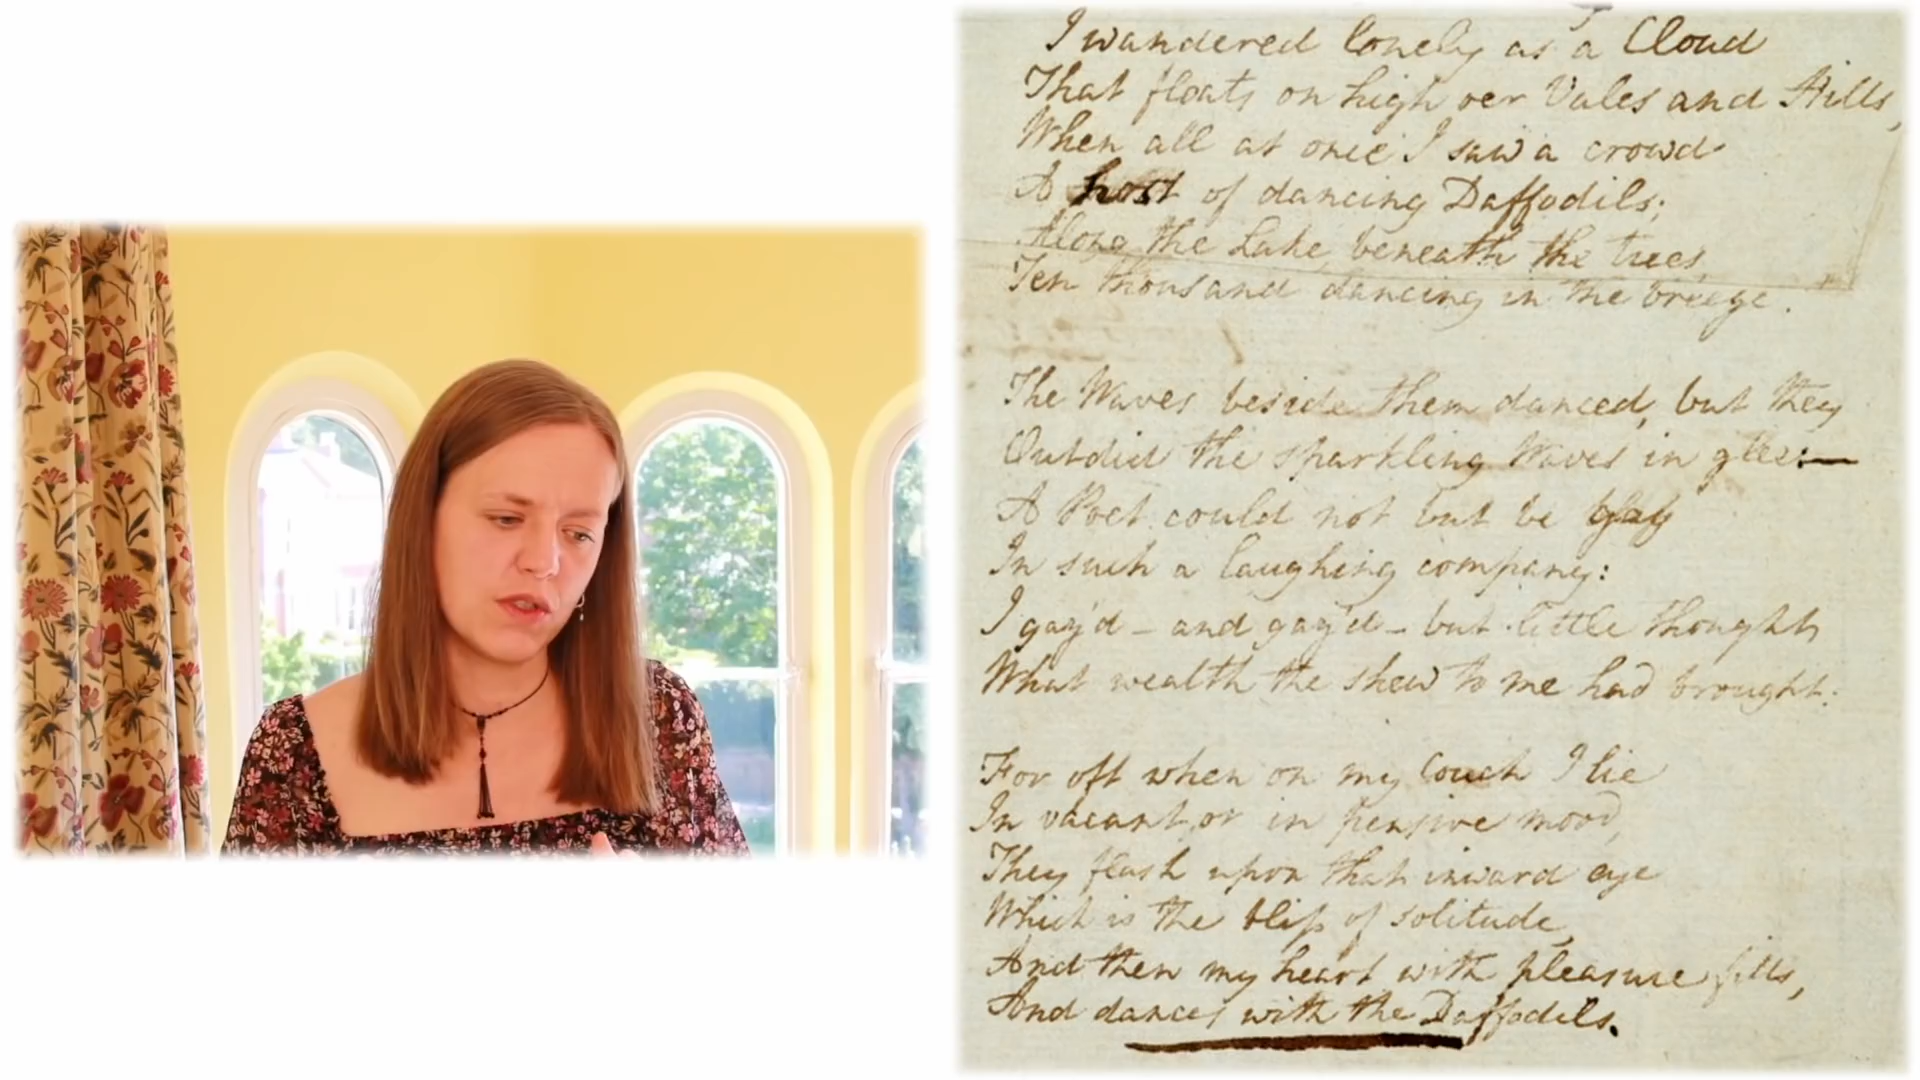 I wandered lonely as a Cloud
That floats on high oer Vales and Hills,
When all at once I saw a crowd
A host of dancing Daffodils;
Along the Lake, beneath the trees,
Ten thousand dancing in the breeze.
The Waves beside them danced, but they
Outdid the sparkling Waves in glee:—
A Poet could not but be gay
In such a laughing company:
I gaz'd – and gaz'd – but little thought
What wealth the shew to me had brought:
For oft when on my Couch I lie
In vacant, or in pensive mood,
They flash upon that inward eye
Which is the bliss of solitude,
And then my heart with pleasure fills,
And dances with the Daffodils.